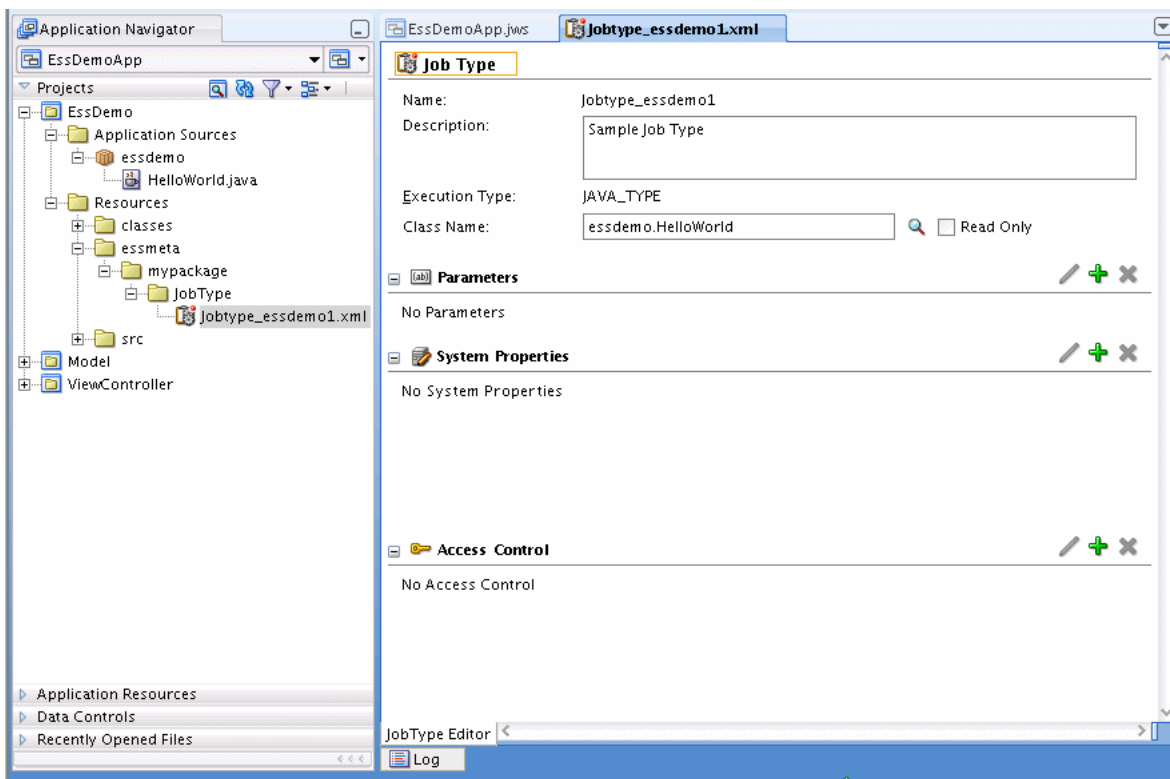 Application Navigator
EssDemoApp
Projects
EssDemo
Application Sources
essdemo
HelloWorld.java
Resources
classes
essmeta
mypackage
JobType
Jobtype_essdemo1.xml
src
Model
ViewController
Application Resources
Data Controls
Recently Opened Files
EssDemoApp.jws
Jobtype_essdemo1.xml
Job Type
Name: Jobtype_essdemo1
Description: Sample Job Type
Execution Type: JAVA_TYPE
Class Name: essdemo.HelloWorld Read Only
Parameters
No Parameters
System Properties
No System Properties
Access Control
No Access Control
JobType Editor
Log